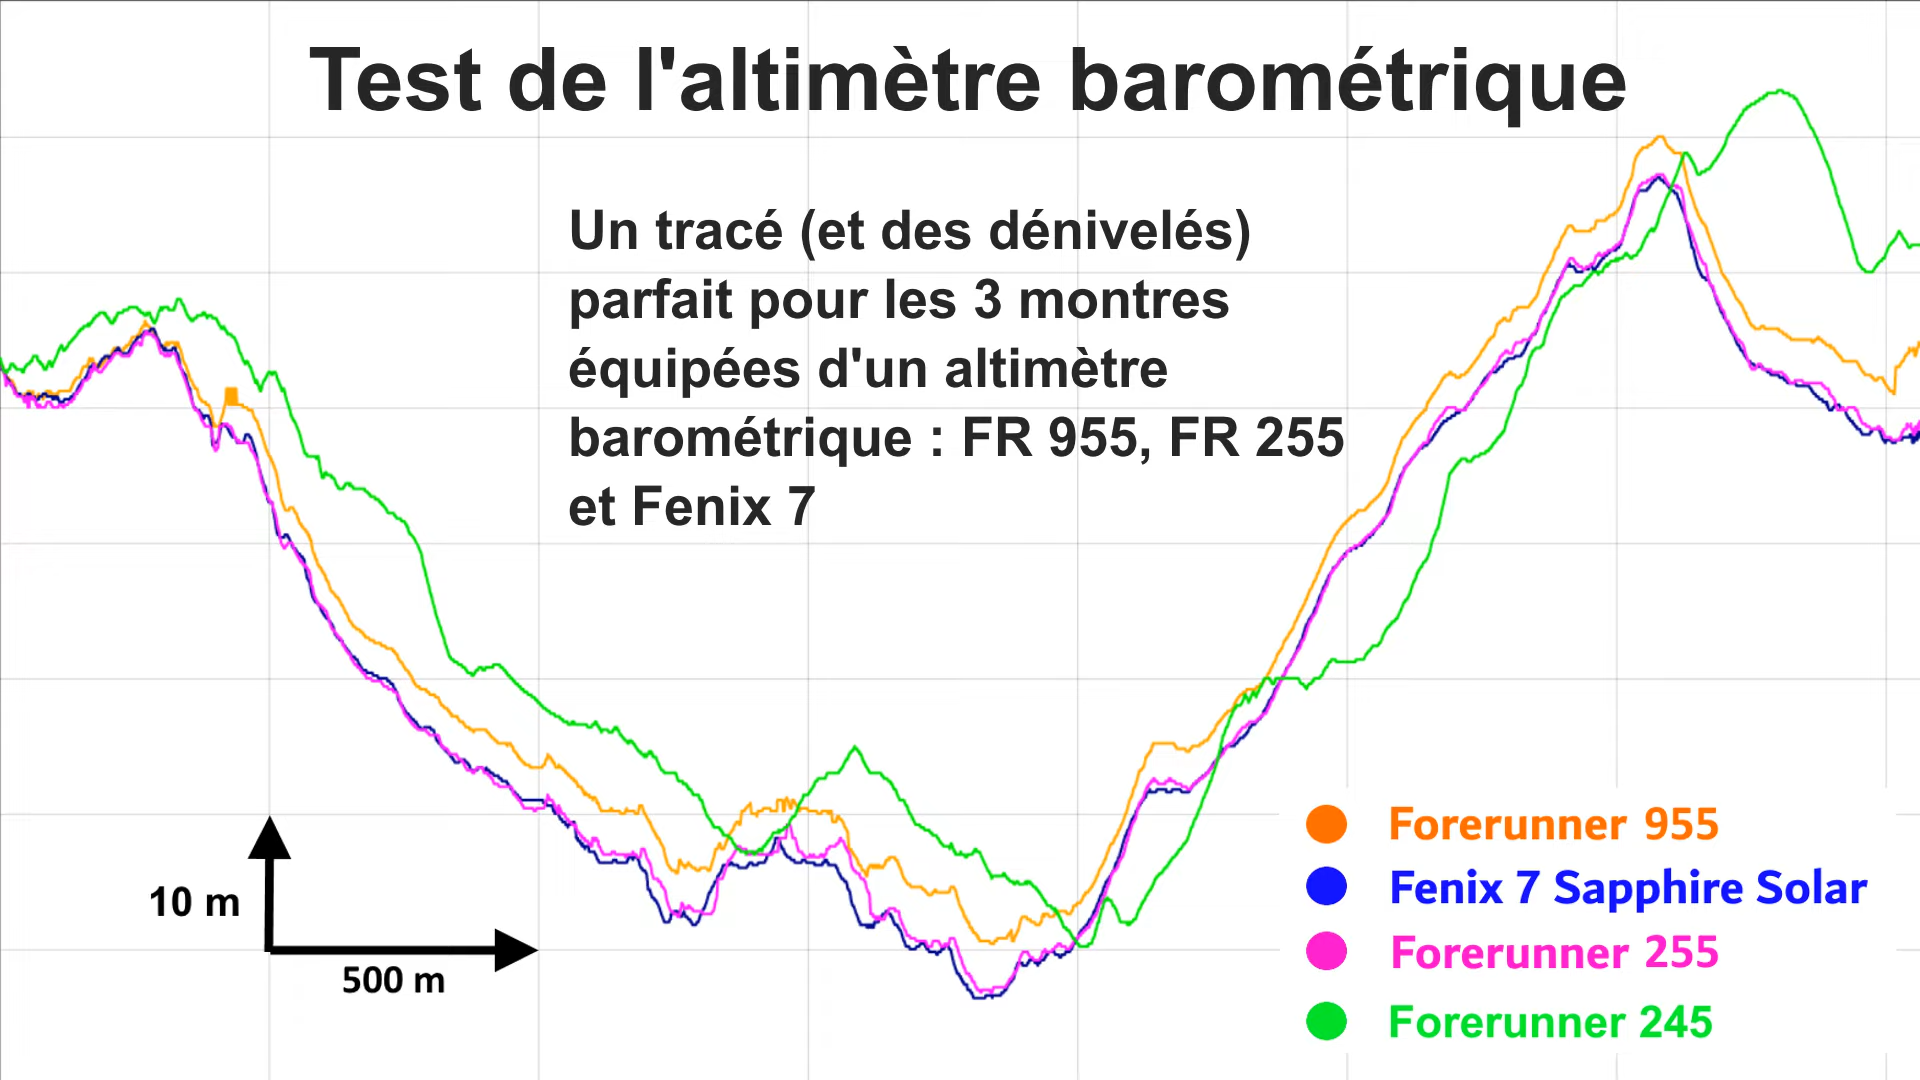 Test de l'altimètre barométrique
Un tracé (et des dénivelés)
parfait pour les 3 montres
équipées d'un altimètre
barométrique : FR 955, FR 255
et Fenix 7
10 m
500 m
Forerunner 955
Fenix 7 Sapphire Solar
Forerunner 255
Forerunner 245